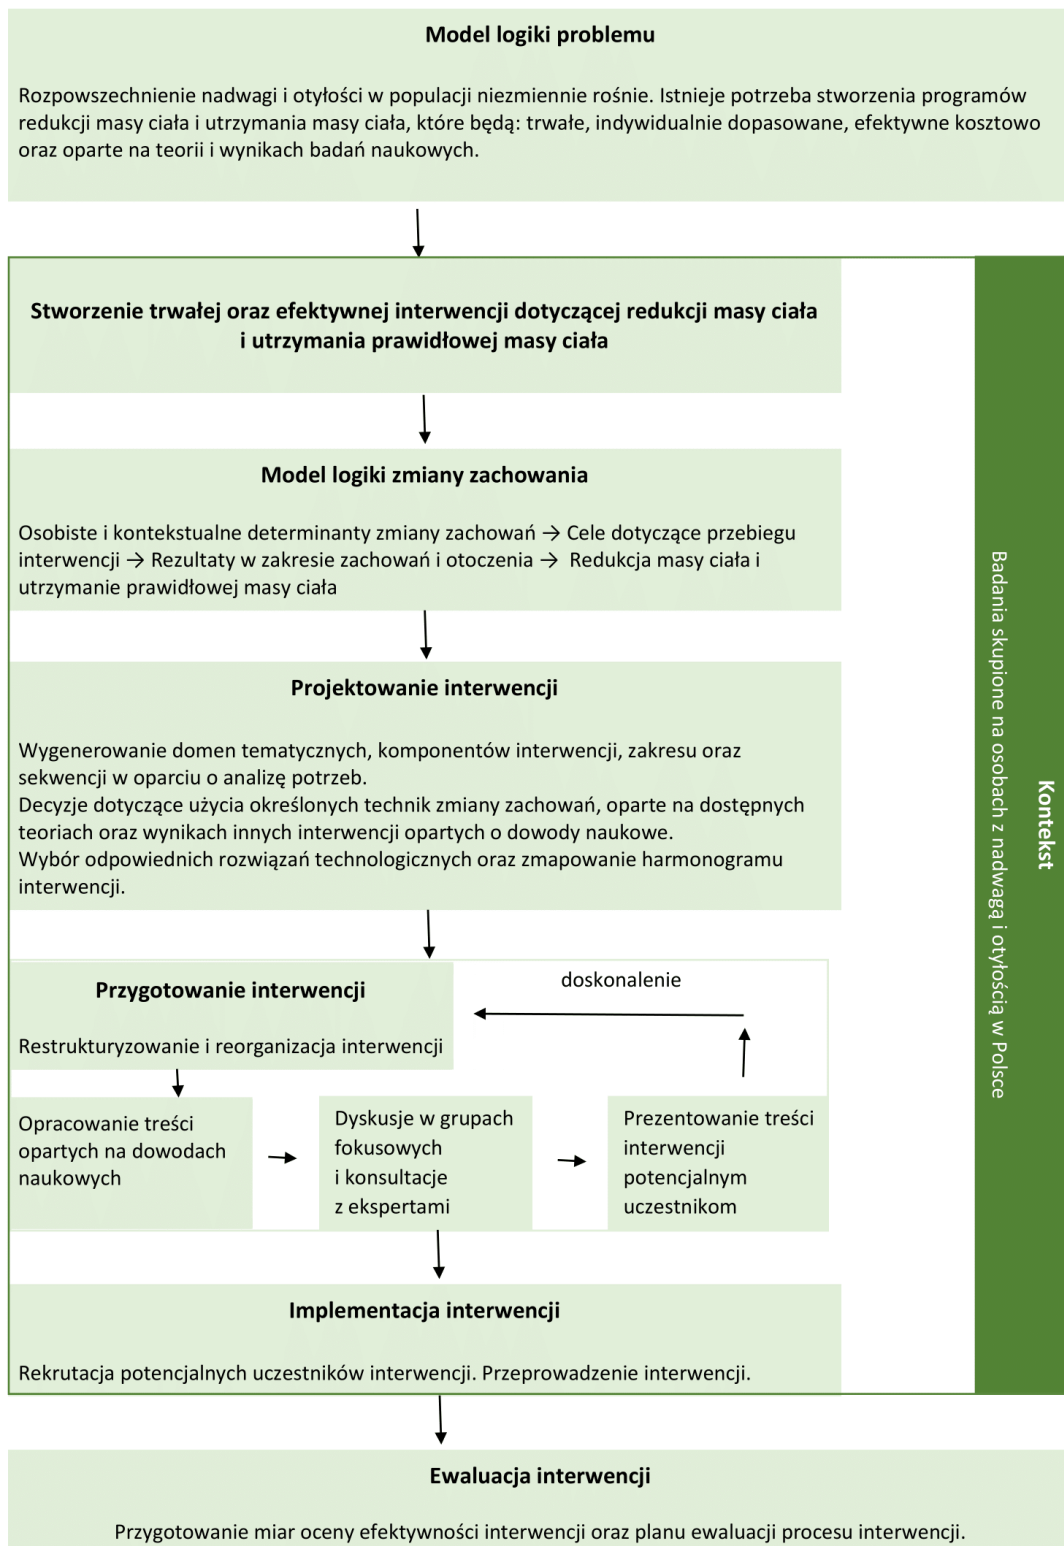 Model logiki problemu
Rozpowszechnienie nadwagi i otyłości w populacji niezmiennie rośnie. Istnieje potrzeba stworzenia programów
redukcji masy ciała i utrzymania masy ciała, które będą: trwałe, indywidualnie dopasowane, efektywne kosztowo
oraz oparte na teorii i wynikach badań naukowych.
Stworzenie trwałej oraz efektywnej interwencji dotyczącej redukcji masy ciała
i utrzymania prawidłowej masy ciała
Model logiki zmiany zachowania
Osobiste i kontekstualne determinanty zmiany zachowań → Cele dotyczące przebiegu
interwencji → Rezultaty w zakresie zachowań i otoczenia → Redukcja masy ciała i
utrzymanie prawidłowej masy ciała
Projektowanie interwencji
Wygenerowanie domen tematycznych, komponentów interwencji, zakresu oraz
sekwencji w oparciu o analizę potrzeb.
Decyzje dotyczące użycia określonych technik zmiany zachowań, oparte na dostępnych
teoriach oraz wynikach innych interwencji opartych o dowody naukowe.
Wybór odpowiednich rozwiązań technologicznych oraz zmapowanie harmonogramu
interwencji.
Przygotowanie interwencji
doskonalenie
Restrukturyzowanie i reorganizacja interwencji
Opracowanie treści
opartych na dowodach
naukowych
Dyskusje w grupach
fokusowych
i konsultacje
z ekspertami
Prezentowanie treści
interwencji
potencjalnym
uczestnikom
Implementacja interwencji
Rekrutacja potencjalnych uczestników interwencji. Przeprowadzenie interwencji.
Kontekst
Badania skupione na osobach z nadwagą i otyłością w Polsce
Ewaluacja interwencji
Przygotowanie miar oceny efektywności interwencji oraz planu ewaluacji procesu interwencji.